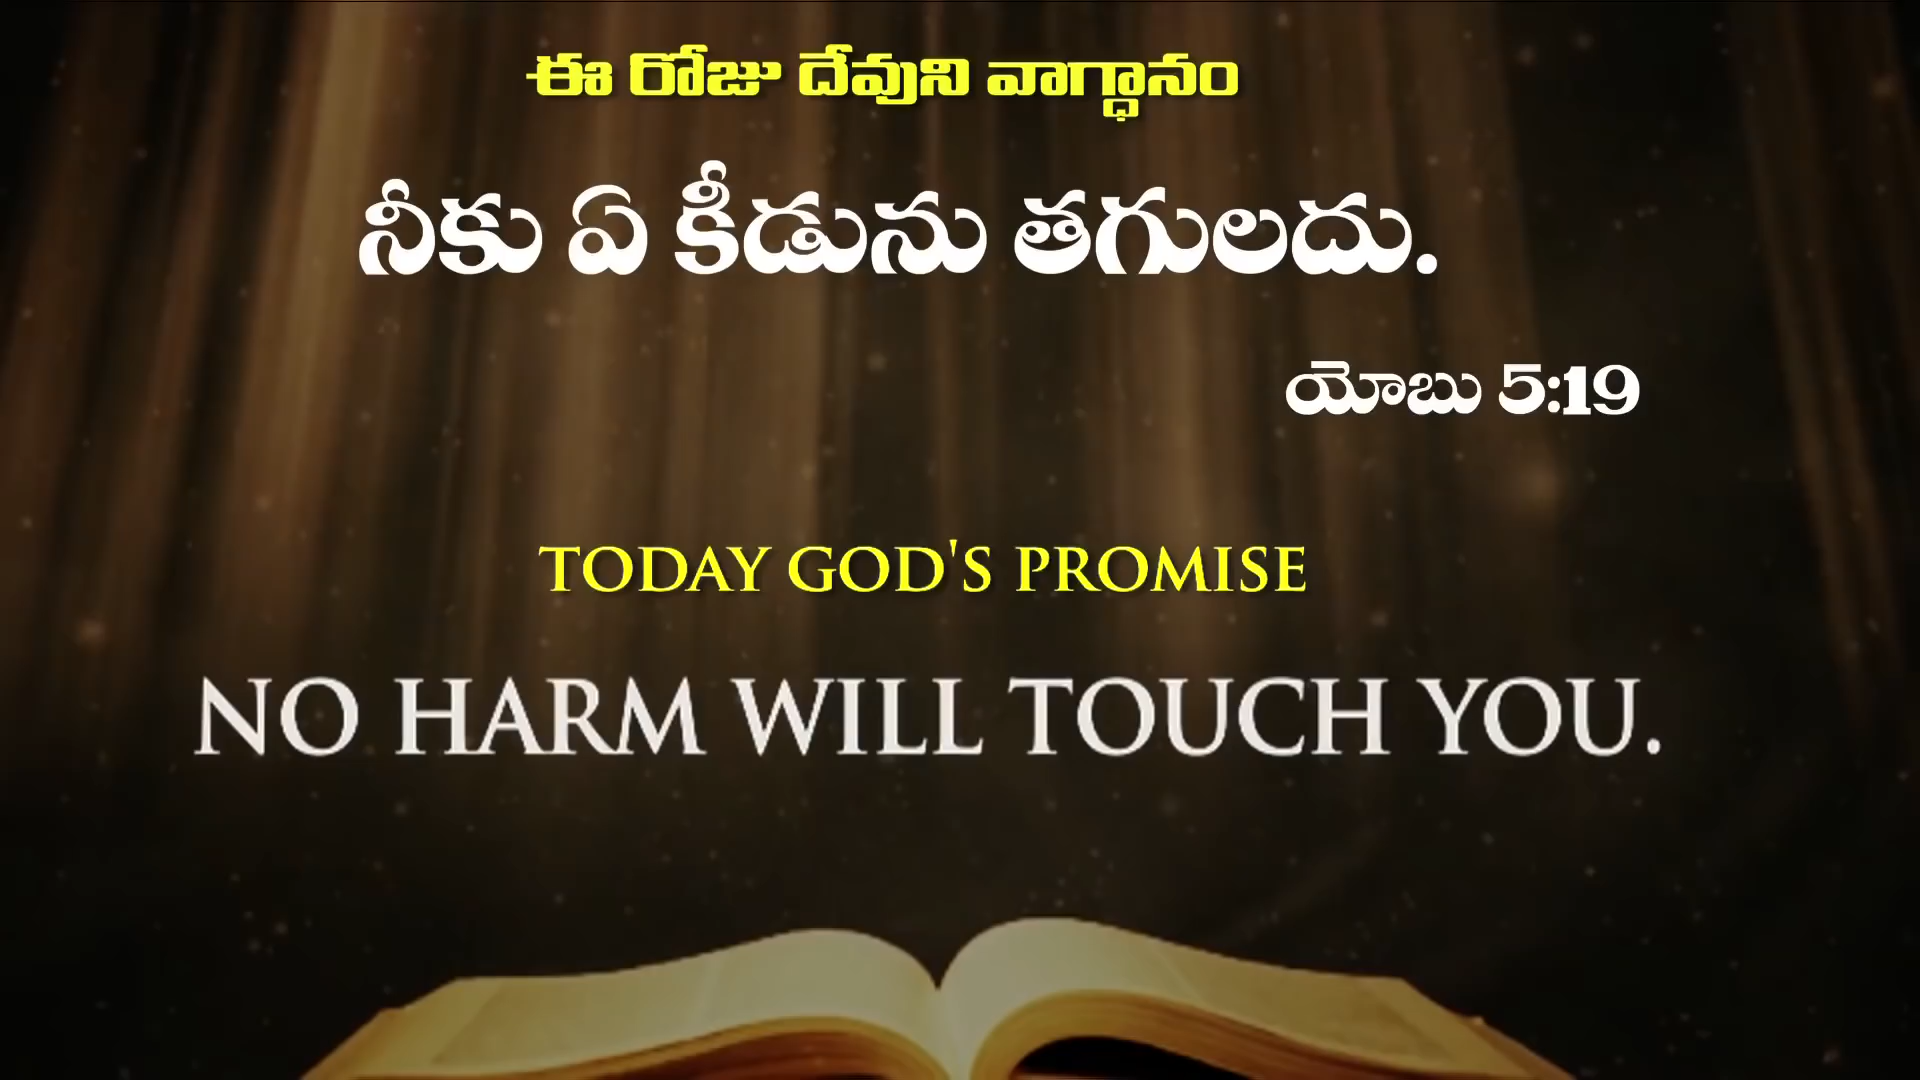 ఈ రోజు దేవుని వాగ్ధానం
నీకు ఏ కీడును తగులదు.
యోబు 5:19
TODAY GOD'S PROMISE
NO HARM WILL TOUCH YOU.